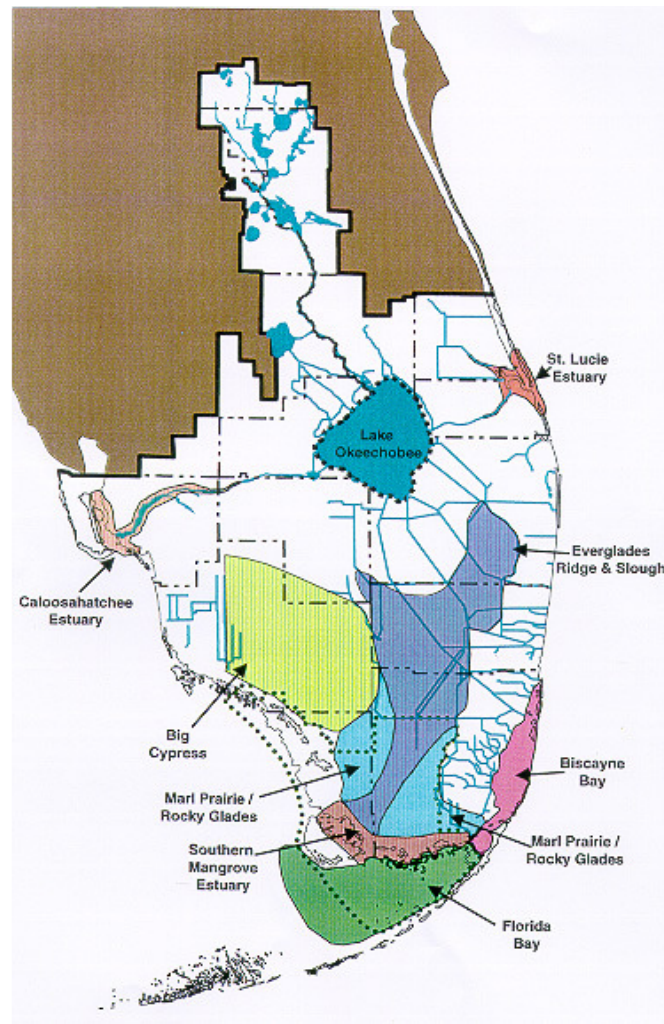 St. Lucie
Estuary
Lake
Okeechobee
Everglades
Ridge & Slough
Caloosahatchee
Estuary
Big
Cypress
Biscayne
Bay
Marl Prairie /
Rocky Glades
Marl Prairie /
Rocky Glades
Southern
Mangrove
Estuary
Florida
Bay